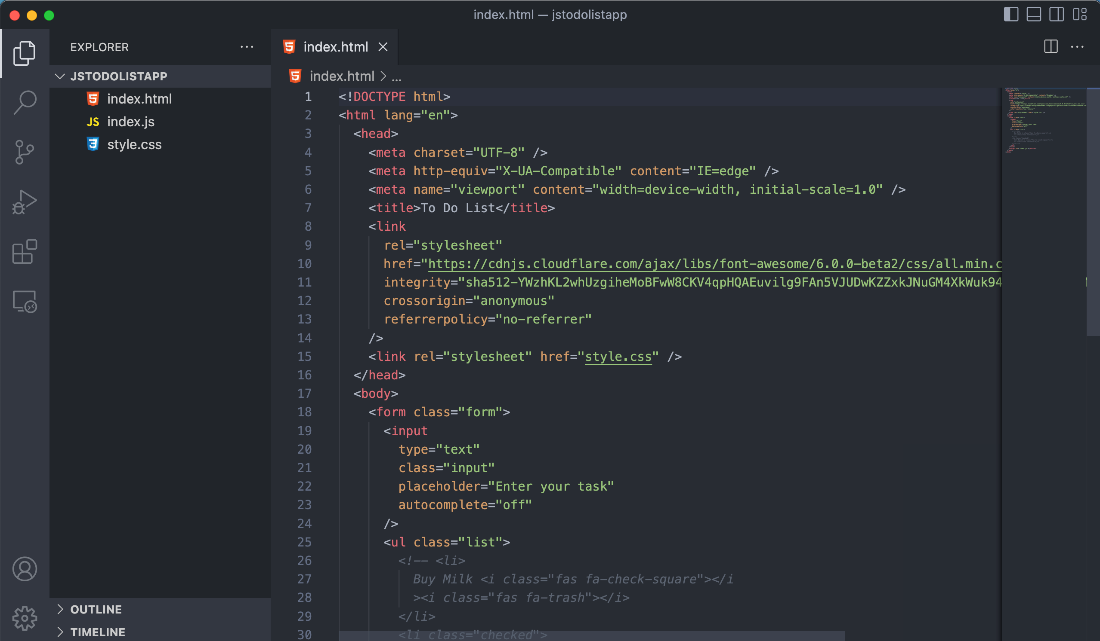 index.html — jstodolistapp
EXPLORER
index.html
JSTODOLISTAPP
index.html
JS index.js
style.css
OUTLINE
TIMELINE
index.html > ...
1 <!DOCTYPE html>
2 <html lang="en">
3 <head>
4 <meta charset="UTF-8" />
5 <meta http-equiv="X-UA-Compatible" content="IE=edge" />
6 <meta name="viewport" content="width=device-width, initial-scale=1.0" />
7 <title>To Do List</title>
8 <link
9 rel="stylesheet"
10 href="https://cdnjs.cloudflare.com/ajax/libs/font-awesome/6.0.0-beta2/css/all.min.c
11 integrity="sha512-YWzhKL2whUzgiheMoBFwW8CKV4qpHQAEuvilg9FAn5VJUDwKZZxkJNuGM4XkWuk94
12 crossorigin="anonymous"
13 referrerpolicy="no-referrer"
14 />
15 <link rel="stylesheet" href="style.css" />
16 </head>
17 <body>
18 <form class="form">
19 <input
20 type="text"
21 class="input"
22 placeholder="Enter your task"
23 autocomplete="off"
24 />
25 <ul class="list">
26 <!-- <li>
27 Buy Milk <i class="fas fa-check-square"></i
28 ><i class="fas fa-trash"></i>
29 </li>
30 <li class="checked">